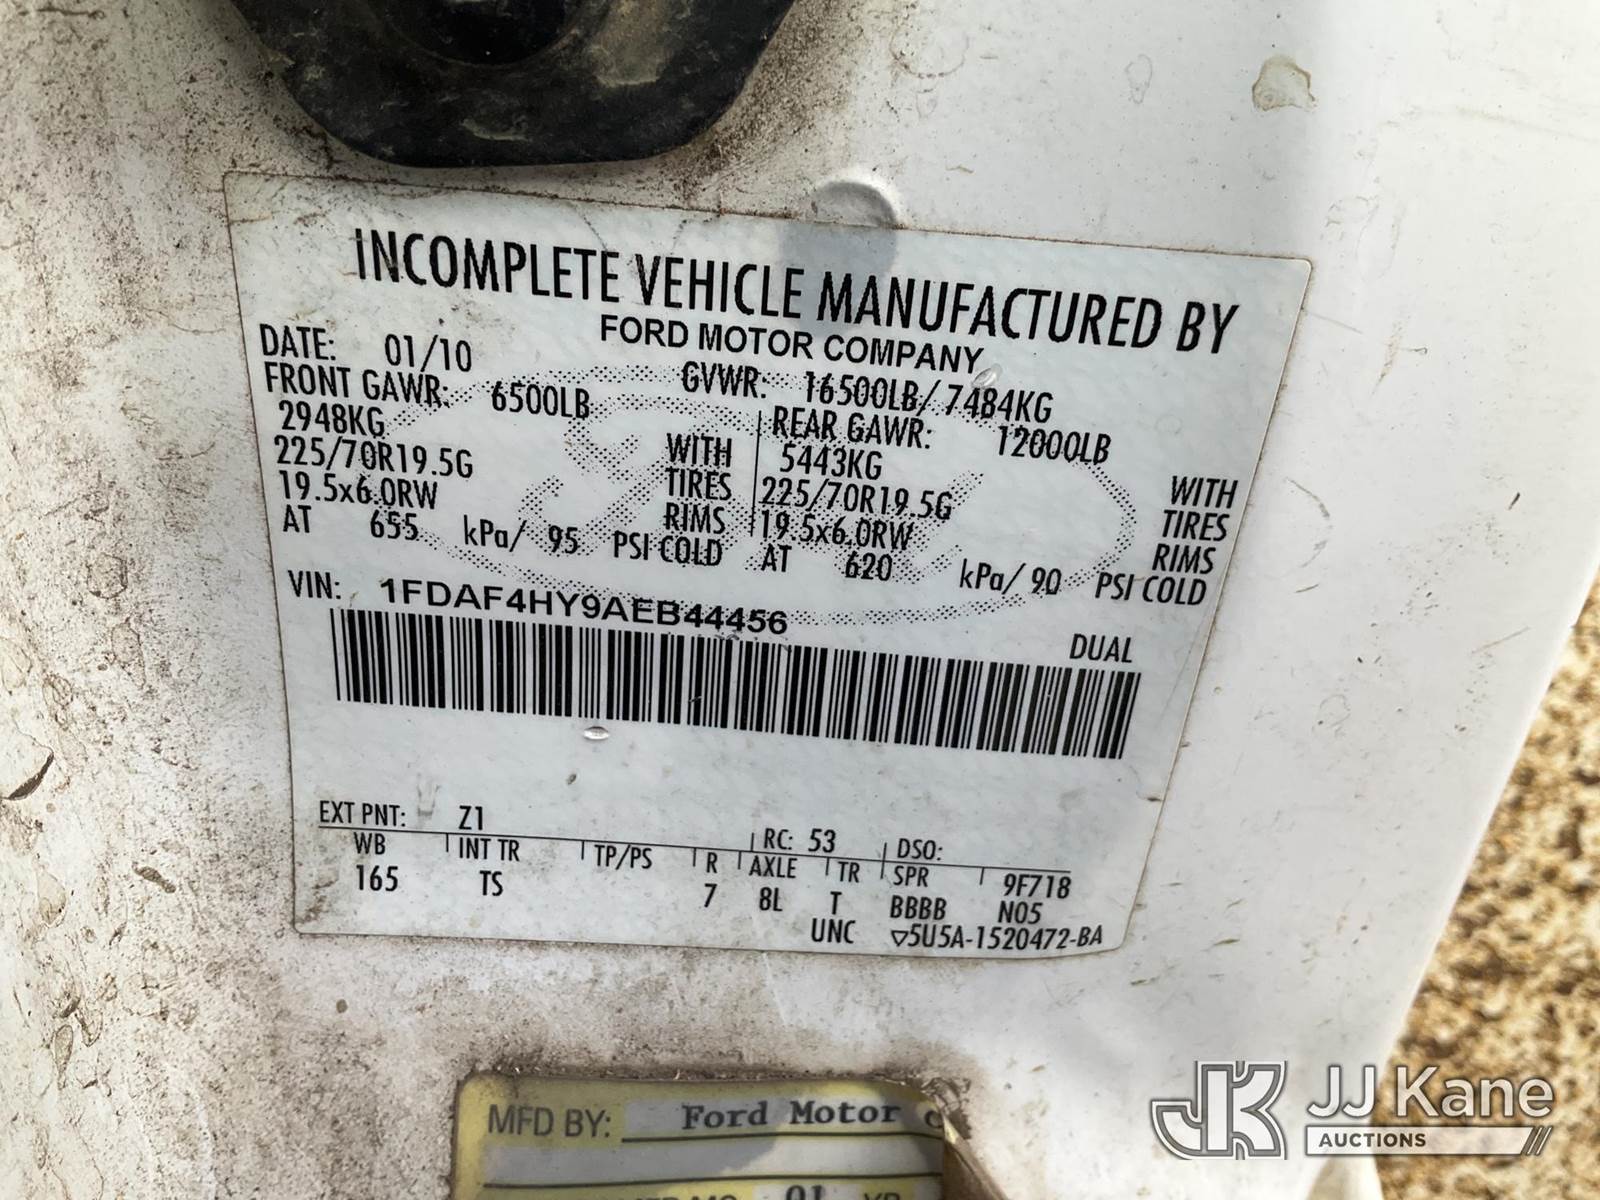 INCOMPLETE VEHICLE MANUFACTURED BY
FORD MOTOR COMPANY
DATE: 01/10 GVWR: 16500LB/ 7484KG
FRONT GAWR: 6500LB REAR GAWR: 12000LB
2948KG WITH 5443KG WITH
225/70R19.5G TIRES 225/70R19.5G TIRES
19.5x6.0RW RIMS 19.5x6.0RW RIMS
AT 655 kPa/ 95 PSI COLD AT 620 kPa/ 90 PSI COLD
VIN: 1FDAF4HY9AEB44456
DUAL
EXT PNT: Z1 RC: 53 DSO:
WB INT TR TP/PS R AXLE TR SPR 9F718
165 TS 7 8L T BBBB N05
UNC ▽5U5A-1520472-BA
MFD BY: Ford Motor
01
JK JJ Kane
AUCTIONS